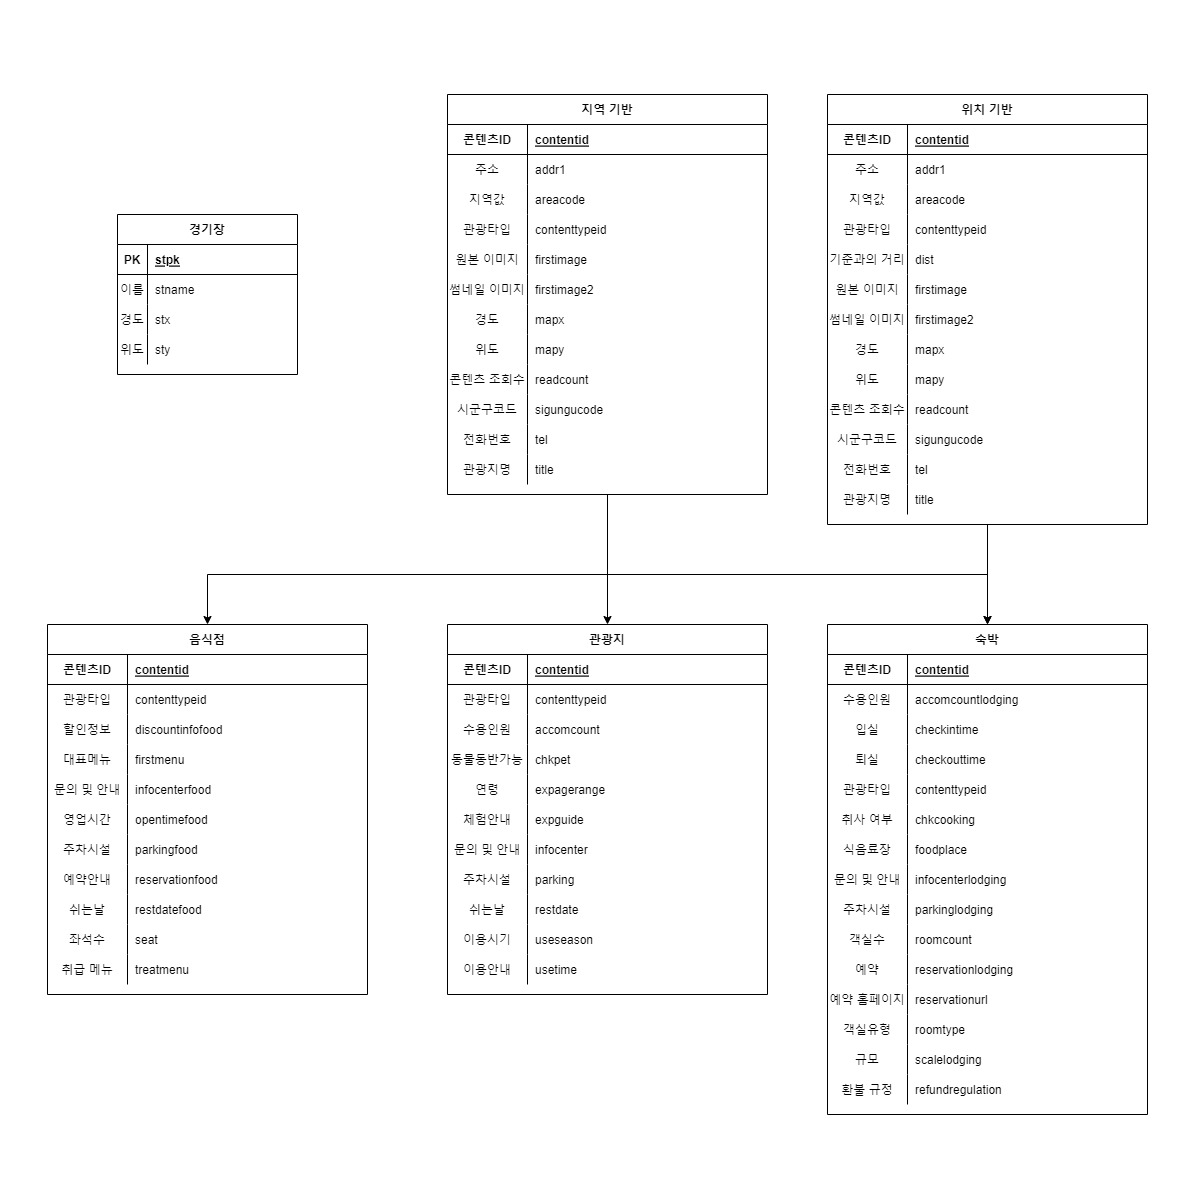 지역 기반
콘텐츠ID contentid
주소 addr1
지역값 areacode
관광타입 contenttypeid
원본 이미지 firstimage
썸네일 이미지 firstimage2
경도 mapx
위도 mapy
콘텐츠 조회수 readcount
시군구코드 sigungucode
전화번호 tel
관광지명 title
위치 기반
콘텐츠ID contentid
주소 addr1
지역값 areacode
관광타입 contenttypeid
기준과의 거리 dist
원본 이미지 firstimage
썸네일 이미지 firstimage2
경도 mapx
위도 mapy
콘텐츠 조회수 readcount
시군구코드 sigungucode
전화번호 tel
관광지명 title
경기장
PK stpk
이름 stname
경도 stx
위도 sty
음식점
콘텐츠ID contentid
관광타입 contenttypeid
할인정보 discountinfofood
대표메뉴 firstmenu
문의 및 안내 infocenterfood
영업시간 opentimefood
주차시설 parkingfood
예약안내 reservationfood
쉬는날 restdatefood
좌석수 seat
취급 메뉴 treatmenu
관광지
콘텐츠ID contentid
관광타입 contenttypeid
수용인원 accomcount
동물동반가능 chkpet
연령 expagerange
체험안내 expguide
문의 및 안내 infocenter
주차시설 parking
쉬는날 restdate
이용시기 useseason
이용안내 usetime
숙박
콘텐츠ID contentid
수용인원 accomcountlodging
입실 checkintime
퇴실 checkouttime
관광타입 contenttypeid
취사 여부 chkcooking
식음료장 foodplace
문의 및 안내 infocenterlodging
주차시설 parkinglodging
객실수 roomcount
예약 reservationlodging
예약 홈페이지 reservationurl
객실유형 roomtype
규모 scalelodging
환불 규정 refundregulation